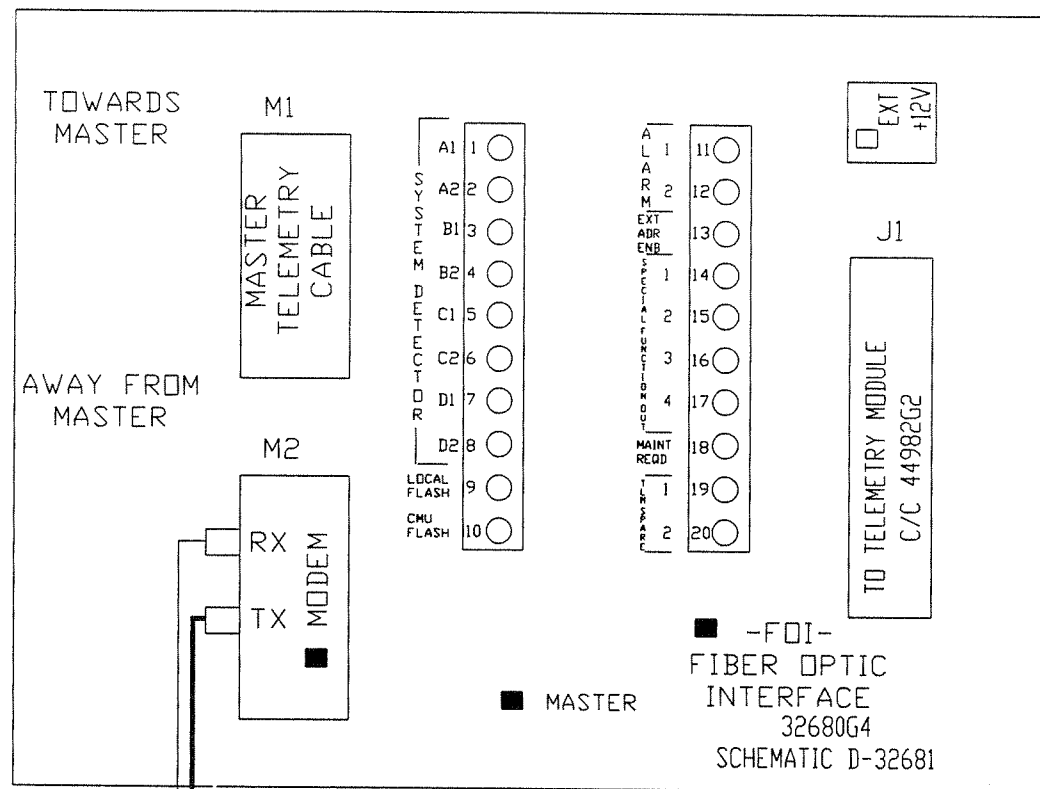 TOWARDS
MASTER
M1
MASTER
TELEMETRY
CABLE
AWAY FROM
MASTER
M2
RX
TX
MODEM
SYSTEM DETECTOR
A1 1
A2 2
B1 3
B2 4
C1 5
C2 6
D1 7
D2 8
LOCAL
FLASH 9
CMU
FLASH 10
ALARM
1 11
2 12
EXT
ADR
ENB 13
SPECIAL FUNCTION OUT
1 14
2 15
3 16
4 17
MAINT
REQD 18
TLM SPARE
1 19
2 20
EXT
+12V
J1
TO TELEMETRY MODULE
C/C 44982G2
MASTER
-FOI-
FIBER OPTIC
INTERFACE
32680G4
SCHEMATIC D-32681